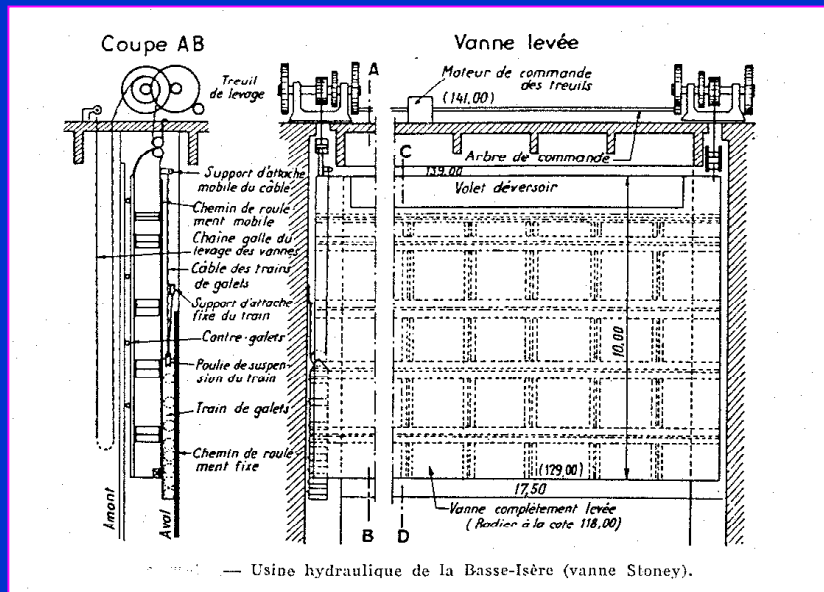 Coupe AB
Treuil
de levage
Support d'attache
mobile du câble
Chemin de roule
ment mobile
Chaîne galle du
levage des vannes
Câble des trains
de galets
Support d'attache
fixe du train
Contre-galets
Poulie de suspen
sion du train
Train de galets
Chemin de roule
ment fixe
Amont
Aval
Vanne levée
A
Moteur de commande
des treuils
(141,00)
C
Arbre de commande
139,00
Volet déversoir
10,00
(129,00)
17,50
Vanne complètement levée
(Radier à la cote 118,00)
B
D
— Usine hydraulique de la Basse-Isère (vanne Stoney).